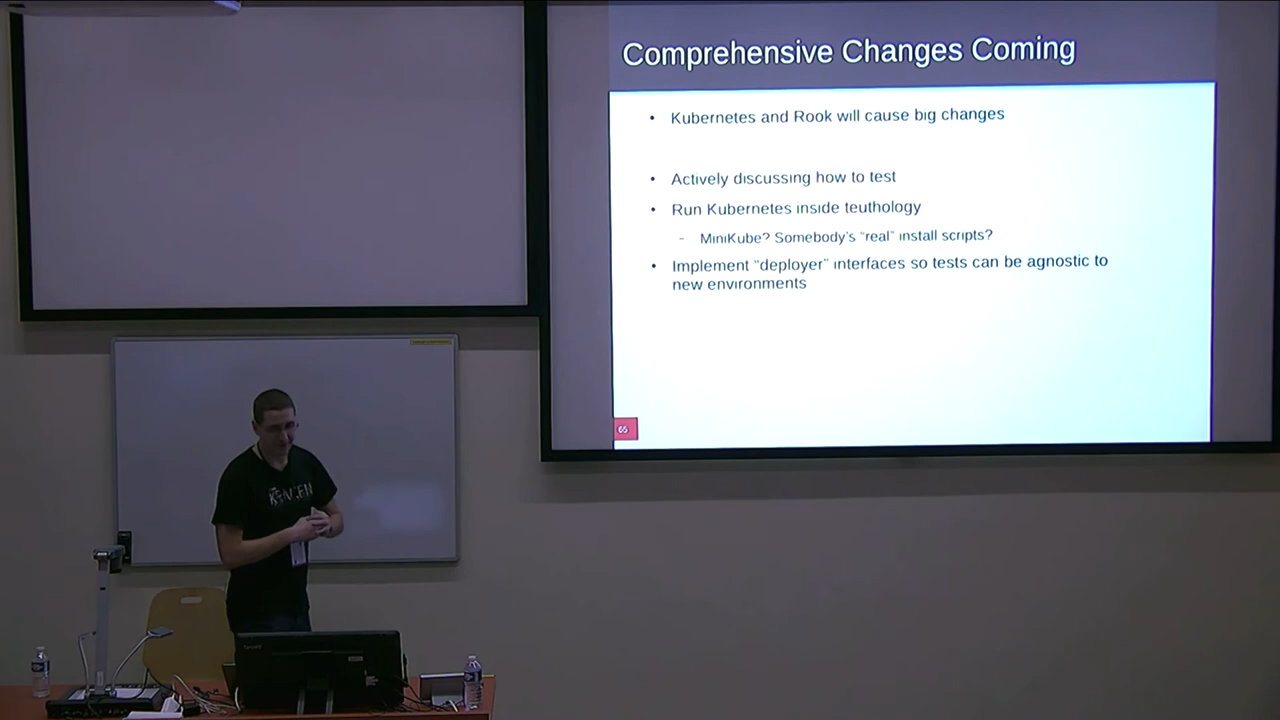 Comprehensive Changes Coming
• Kubernetes and Rook will cause big changes
• Actively discussing how to test
• Run Kubernetes inside teuthology
- MiniKube? Somebody's "real" install scripts?
• Implement "deployer" interfaces so tests can be agnostic to
new environments
65